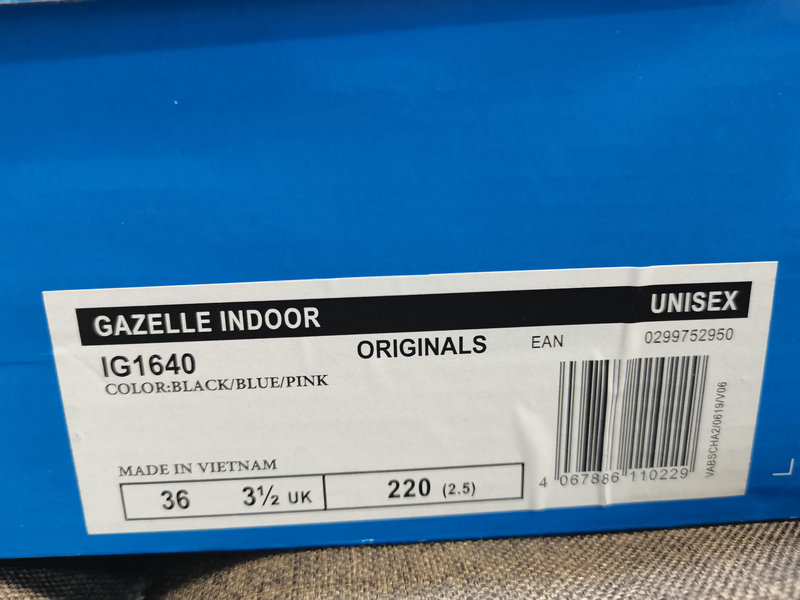 GAZELLE INDOOR UNISEX
IG1640 ORIGINALS EAN 0299752950
COLOR:BLACK/BLUE/PINK
MADE IN VIETNAM
36 3½ UK 220 (2.5)
4 067886 110229
VABSCHA2/0619/V06